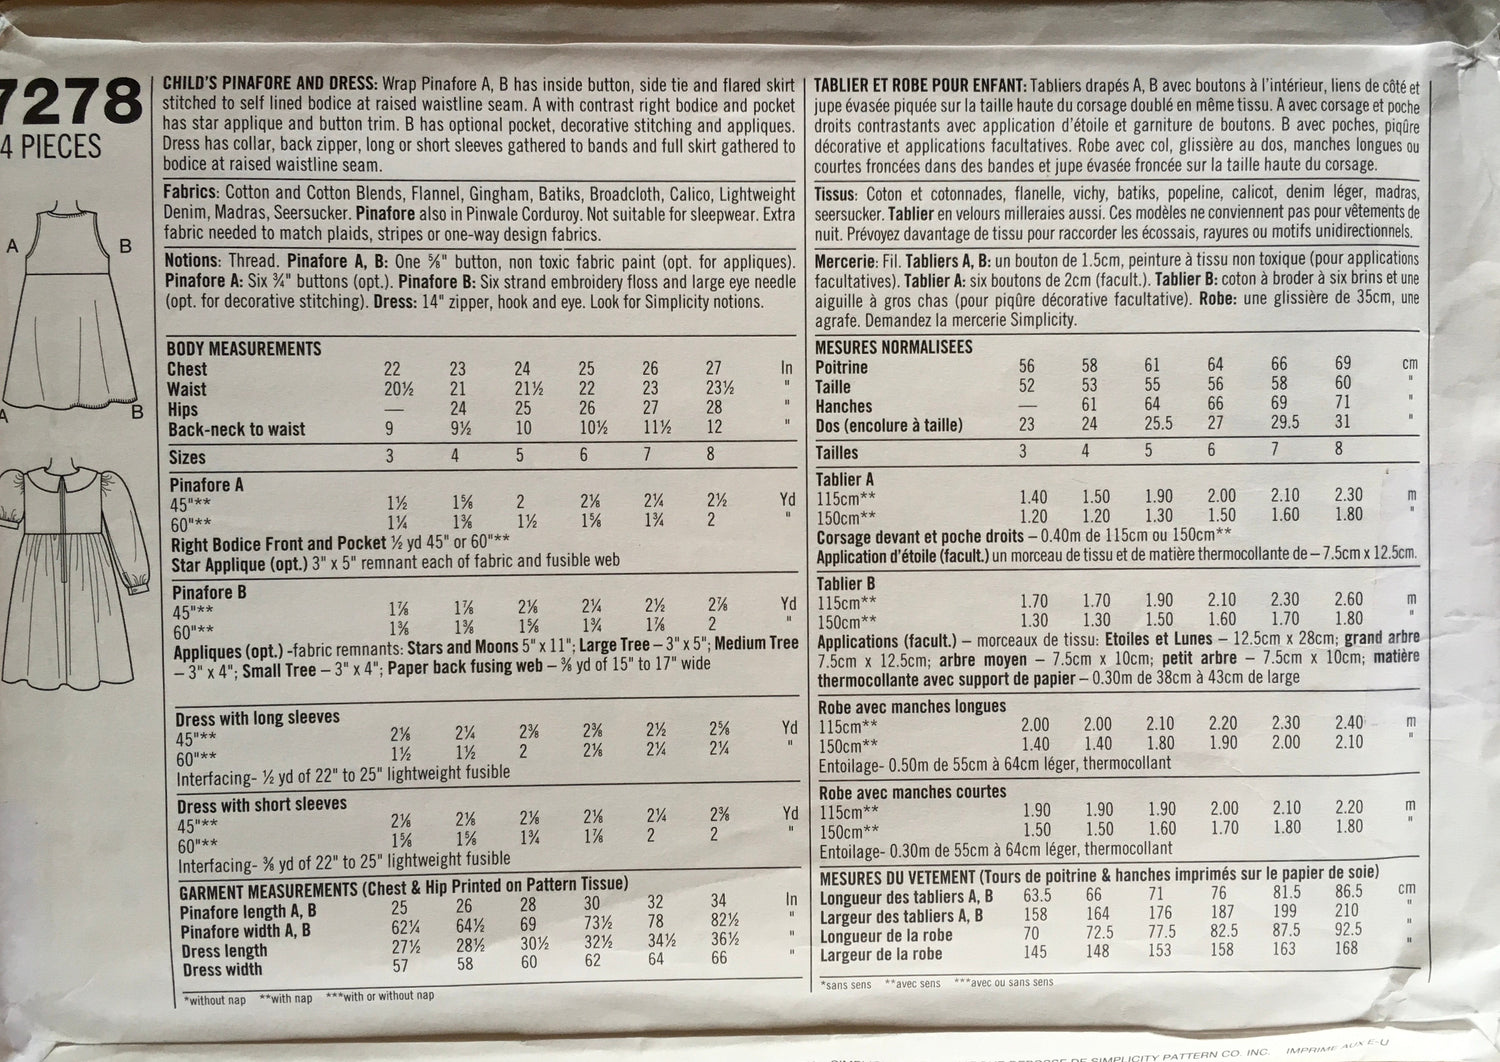 7278
4 PIECES
A
B
A
B
CHILD'S PINAFORE AND DRESS: Wrap Pinafore A, B has inside button, side tie and flared skirt
stitched to self lined bodice at raised waistline seam. A with contrast right bodice and pocket
has star applique and button trim. B has optional pocket, decorative stitching and appliques.
Dress has collar, back zipper, long or short sleeves gathered to bands and full skirt gathered to
bodice at raised waistline seam.
Fabrics: Cotton and Cotton Blends, Flannel, Gingham, Batiks, Broadcloth, Calico, Lightweight
Denim, Madras, Seersucker. Pinafore also in Pinwale Corduroy. Not suitable for sleepwear. Extra
fabric needed to match plaids, stripes or one-way design fabrics.
Notions: Thread. Pinafore A, B: One ⅝" button, non toxic fabric paint (opt. for appliques).
Pinafore A: Six ¾" buttons (opt.). Pinafore B: Six strand embroidery floss and large eye needle
(opt. for decorative stitching). Dress: 14" zipper, hook and eye. Look for Simplicity notions.
BODY MEASUREMENTS
Chest 22 23 24 25 26 27 In
Waist 20½ 21 21½ 22 23 23½ "
Hips — 24 25 26 27 28 "
Back-neck to waist 9 9½ 10 10½ 11½ 12 "
Sizes 3 4 5 6 7 8
Pinafore A
45"** 1½ 1⅝ 2 2⅛ 2¼ 2½ Yd
60"** 1¼ 1⅜ 1½ 1⅝ 1¾ 2 "
Right Bodice Front and Pocket ½ yd 45" or 60"**
Star Applique (opt.) 3" x 5" remnant each of fabric and fusible web
Pinafore B
45"** 1⅞ 1⅞ 2⅛ 2¼ 2½ 2⅞ Yd
60"** 1⅜ 1⅜ 1⅝ 1¾ 1⅞ 2 "
Appliques (opt.) -fabric remnants: Stars and Moons 5" x 11"; Large Tree – 3" x 5"; Medium Tree
– 3" x 4"; Small Tree – 3" x 4"; Paper back fusing web – ⅜ yd of 15" to 17" wide
Dress with long sleeves
45"** 2⅛ 2¼ 2⅜ 2⅜ 2½ 2⅝ Yd
60"** 1½ 1½ 2 2⅛ 2¼ 2¼ "
Interfacing- ½ yd of 22" to 25" lightweight fusible
Dress with short sleeves
45"** 2⅛ 2⅛ 2⅛ 2⅛ 2¼ 2⅜ Yd
60"** 1⅝ 1⅝ 1¾ 1⅞ 2 2 "
Interfacing- ⅜ yd of 22" to 25" lightweight fusible
GARMENT MEASUREMENTS (Chest & Hip Printed on Pattern Tissue)
Pinafore length A, B 25 26 28 30 32 34 In
Pinafore width A, B 62¼ 64½ 69 73½ 78 82½ "
Dress length 27½ 28½ 30½ 32½ 34½ 36½ "
Dress width 57 58 60 62 64 66 "
*without nap **with nap ***with or without nap
TABLIER ET ROBE POUR ENFANT: Tabliers drapés A, B avec boutons à l'intérieur, liens de côté et
jupe évasée piquée sur la taille haute du corsage doublé en même tissu. A avec corsage et poche
droits contrastants avec application d'étoile et garniture de boutons. B avec poches, piqûre
décorative et applications facultatives. Robe avec col, glissière au dos, manches longues ou
courtes froncées dans des bandes et jupe évasée froncée sur la taille haute du corsage.
Tissus: Coton et cotonnades, flanelle, vichy, batiks, popeline, calicot, denim léger, madras,
seersucker. Tablier en velours milleraies aussi. Ces modèles ne conviennent pas pour vêtements de
nuit. Prévoyez davantage de tissu pour raccorder les écossais, rayures ou motifs unidirectionnels.
Mercerie: Fil. Tabliers A, B: un bouton de 1.5cm, peinture à tissu non toxique (pour applications
facultatives). Tablier A: six boutons de 2cm (facult.). Tablier B: coton à broder à six brins et une
aiguille à gros chas (pour piqûre décorative facultative). Robe: une glissière de 35cm, une
agrafe. Demandez la mercerie Simplicity.
MESURES NORMALISEES
Poitrine 56 58 61 64 66 69 cm
Taille 52 53 55 56 58 60 "
Hanches — 61 64 66 69 71 "
Dos (encolure à taille) 23 24 25.5 27 29.5 31 "
Tailles 3 4 5 6 7 8
Tablier A
115cm** 1.40 1.50 1.90 2.00 2.10 2.30 m
150cm** 1.20 1.20 1.30 1.50 1.60 1.80 "
Corsage devant et poche droits – 0.40m de 115cm ou 150cm**
Application d'étoile (facult.) un morceau de tissu et de matière thermocollante de – 7.5cm x 12.5cm.
Tablier B
115cm** 1.70 1.70 1.90 2.10 2.30 2.60 m
150cm** 1.30 1.30 1.50 1.60 1.70 1.80 "
Applications (facult.) – morceaux de tissu: Etoiles et Lunes – 12.5cm x 28cm; grand arbre
7.5cm x 12.5cm; arbre moyen – 7.5cm x 10cm; petit arbre – 7.5cm x 10cm; matière
thermocollante avec support de papier – 0.30m de 38cm à 43cm de large
Robe avec manches longues
115cm** 2.00 2.00 2.10 2.20 2.30 2.40 m
150cm** 1.40 1.40 1.80 1.90 2.00 2.10 "
Entoilage- 0.50m de 55cm à 64cm léger, thermocollant
Robe avec manches courtes
115cm** 1.90 1.90 1.90 2.00 2.10 2.20 m
150cm** 1.50 1.50 1.60 1.70 1.80 1.80 "
Entoilage- 0.30m de 55cm à 64cm léger, thermocollant
MESURES DU VETEMENT (Tours de poitrine & hanches imprimés sur le papier de soie)
Longueur des tabliers A, B 63.5 66 71 76 81.5 86.5 cm
Largeur des tabliers A, B 158 164 176 187 199 210 "
Longueur de la robe 70 72.5 77.5 82.5 87.5 92.5 "
Largeur de la robe 145 148 153 158 163 168 "
*sans sens **avec sens ***avec ou sans sens
DE SIMPLICITY PATTERN CO. INC. IMPRIME AUX E-U